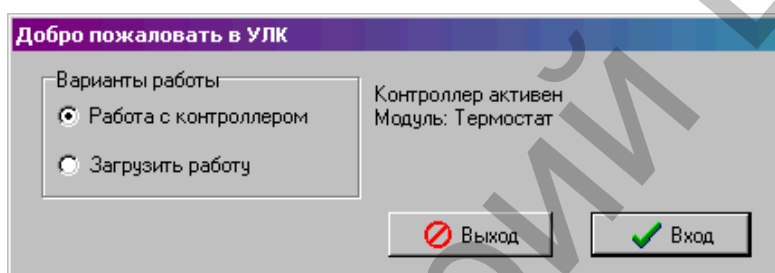 Добро пожаловать в УЛК
Варианты работы
Работа с контроллером
Загрузить работу
Контроллер активен
Модуль: Термостат
Выход
Вход